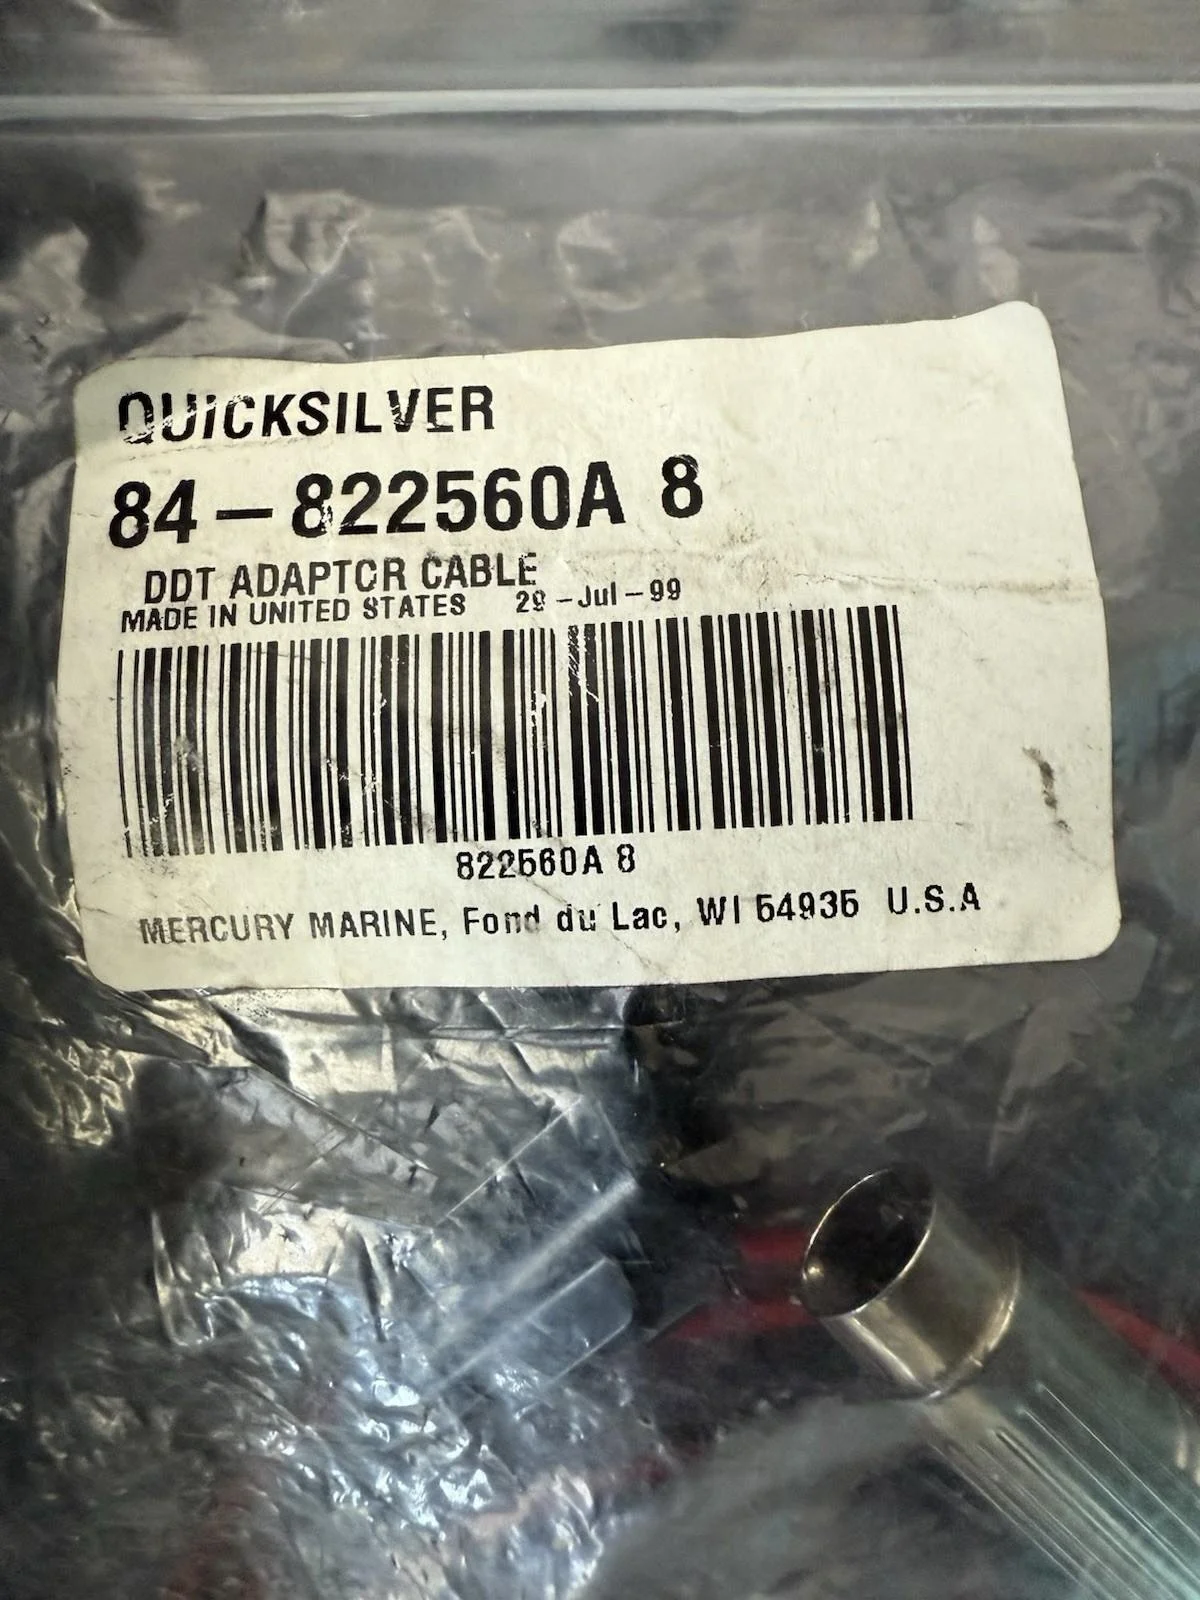 QUICKSILVER
84-822560A 8
DDT ADAPTOR CABLE
MADE IN UNITED STATES 29-Jul-99
822560A 8
MERCURY MARINE, Fond du Lac, WI 54935 U.S.A